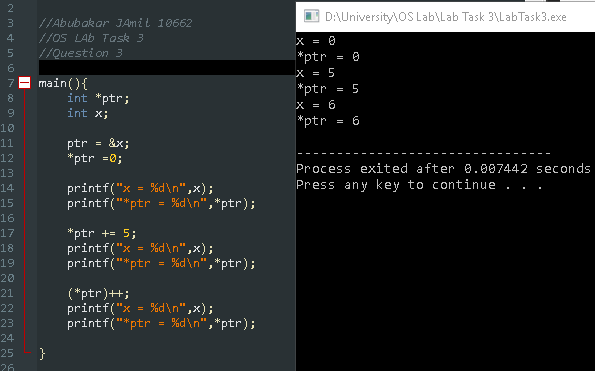 2
3 //Abubakar JAmil 10662
4 //OS LAb Task 3
5 //Question 3
6
7 main(){
8 int *ptr;
9 int x;
10
11 ptr = &x;
12 *ptr =0;
13
14 printf("x = %d\n",x);
15 printf("*ptr = %d\n",*ptr);
16
17 *ptr += 5;
18 printf("x = %d\n",x);
19 printf("*ptr = %d\n",*ptr);
20
21 (*ptr)++;
22 printf("x = %d\n",x);
23 printf("*ptr = %d\n",*ptr);
24
25 }
D:\University\OS Lab\Lab Task 3\LabTask3.exe
x = 0
*ptr = 0
x = 5
*ptr = 5
x = 6
*ptr = 6
--------------------------------
Process exited after 0.007442 seconds
Press any key to continue . . .